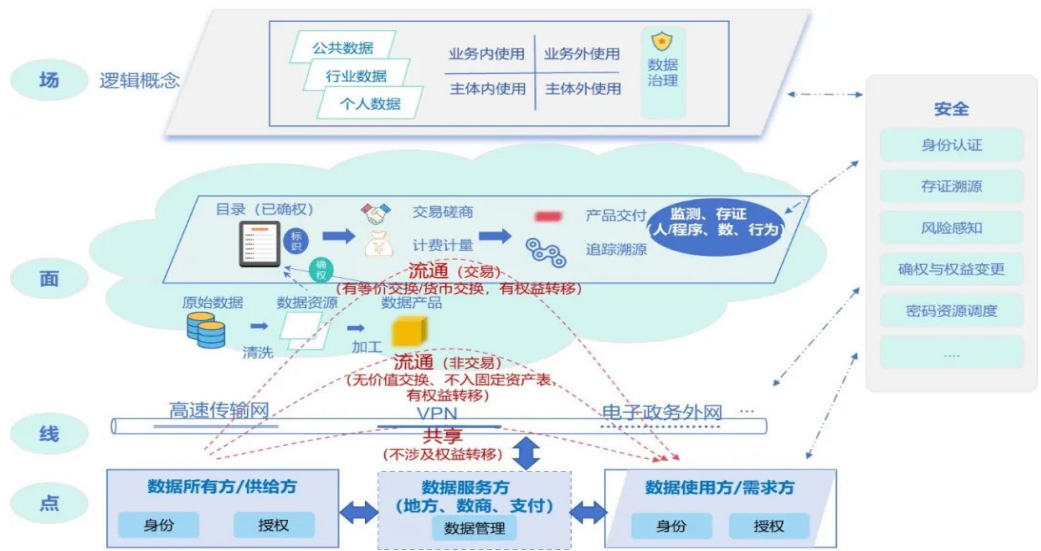 场
逻辑概念
公共数据
行业数据
个人数据
业务内使用
业务外使用
主体内使用
主体外使用
数据
治理
安全
身份认证
存证溯源
风险感知
确权与权益变更
密码资源调度
....
面
目录（已确权）
标
识
确
权
交易磋商
计费计量
产品交付
追踪溯源
监测、存证
（人/程序、数、行为）
流通（交易）
（有等价交换/货币交换，有权益转移）
原始数据
数据资源
数据产品
清洗
加工
流通（非交易）
（无价值交换、不入固定资产表、
有权益转移）
线
高速传输网
VPN
电子政务外网
...
共享
（不涉及权益转移）
点
数据所有方/供给方
身份
授权
数据服务方
（地方、数商、支付）
数据管理
数据使用方/需求方
身份
授权